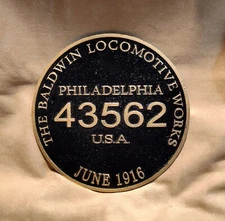 THE BALDWIN LOCOMOTIVE WORKS
PHILADELPHIA
43562
U.S.A.
JUNE 1916